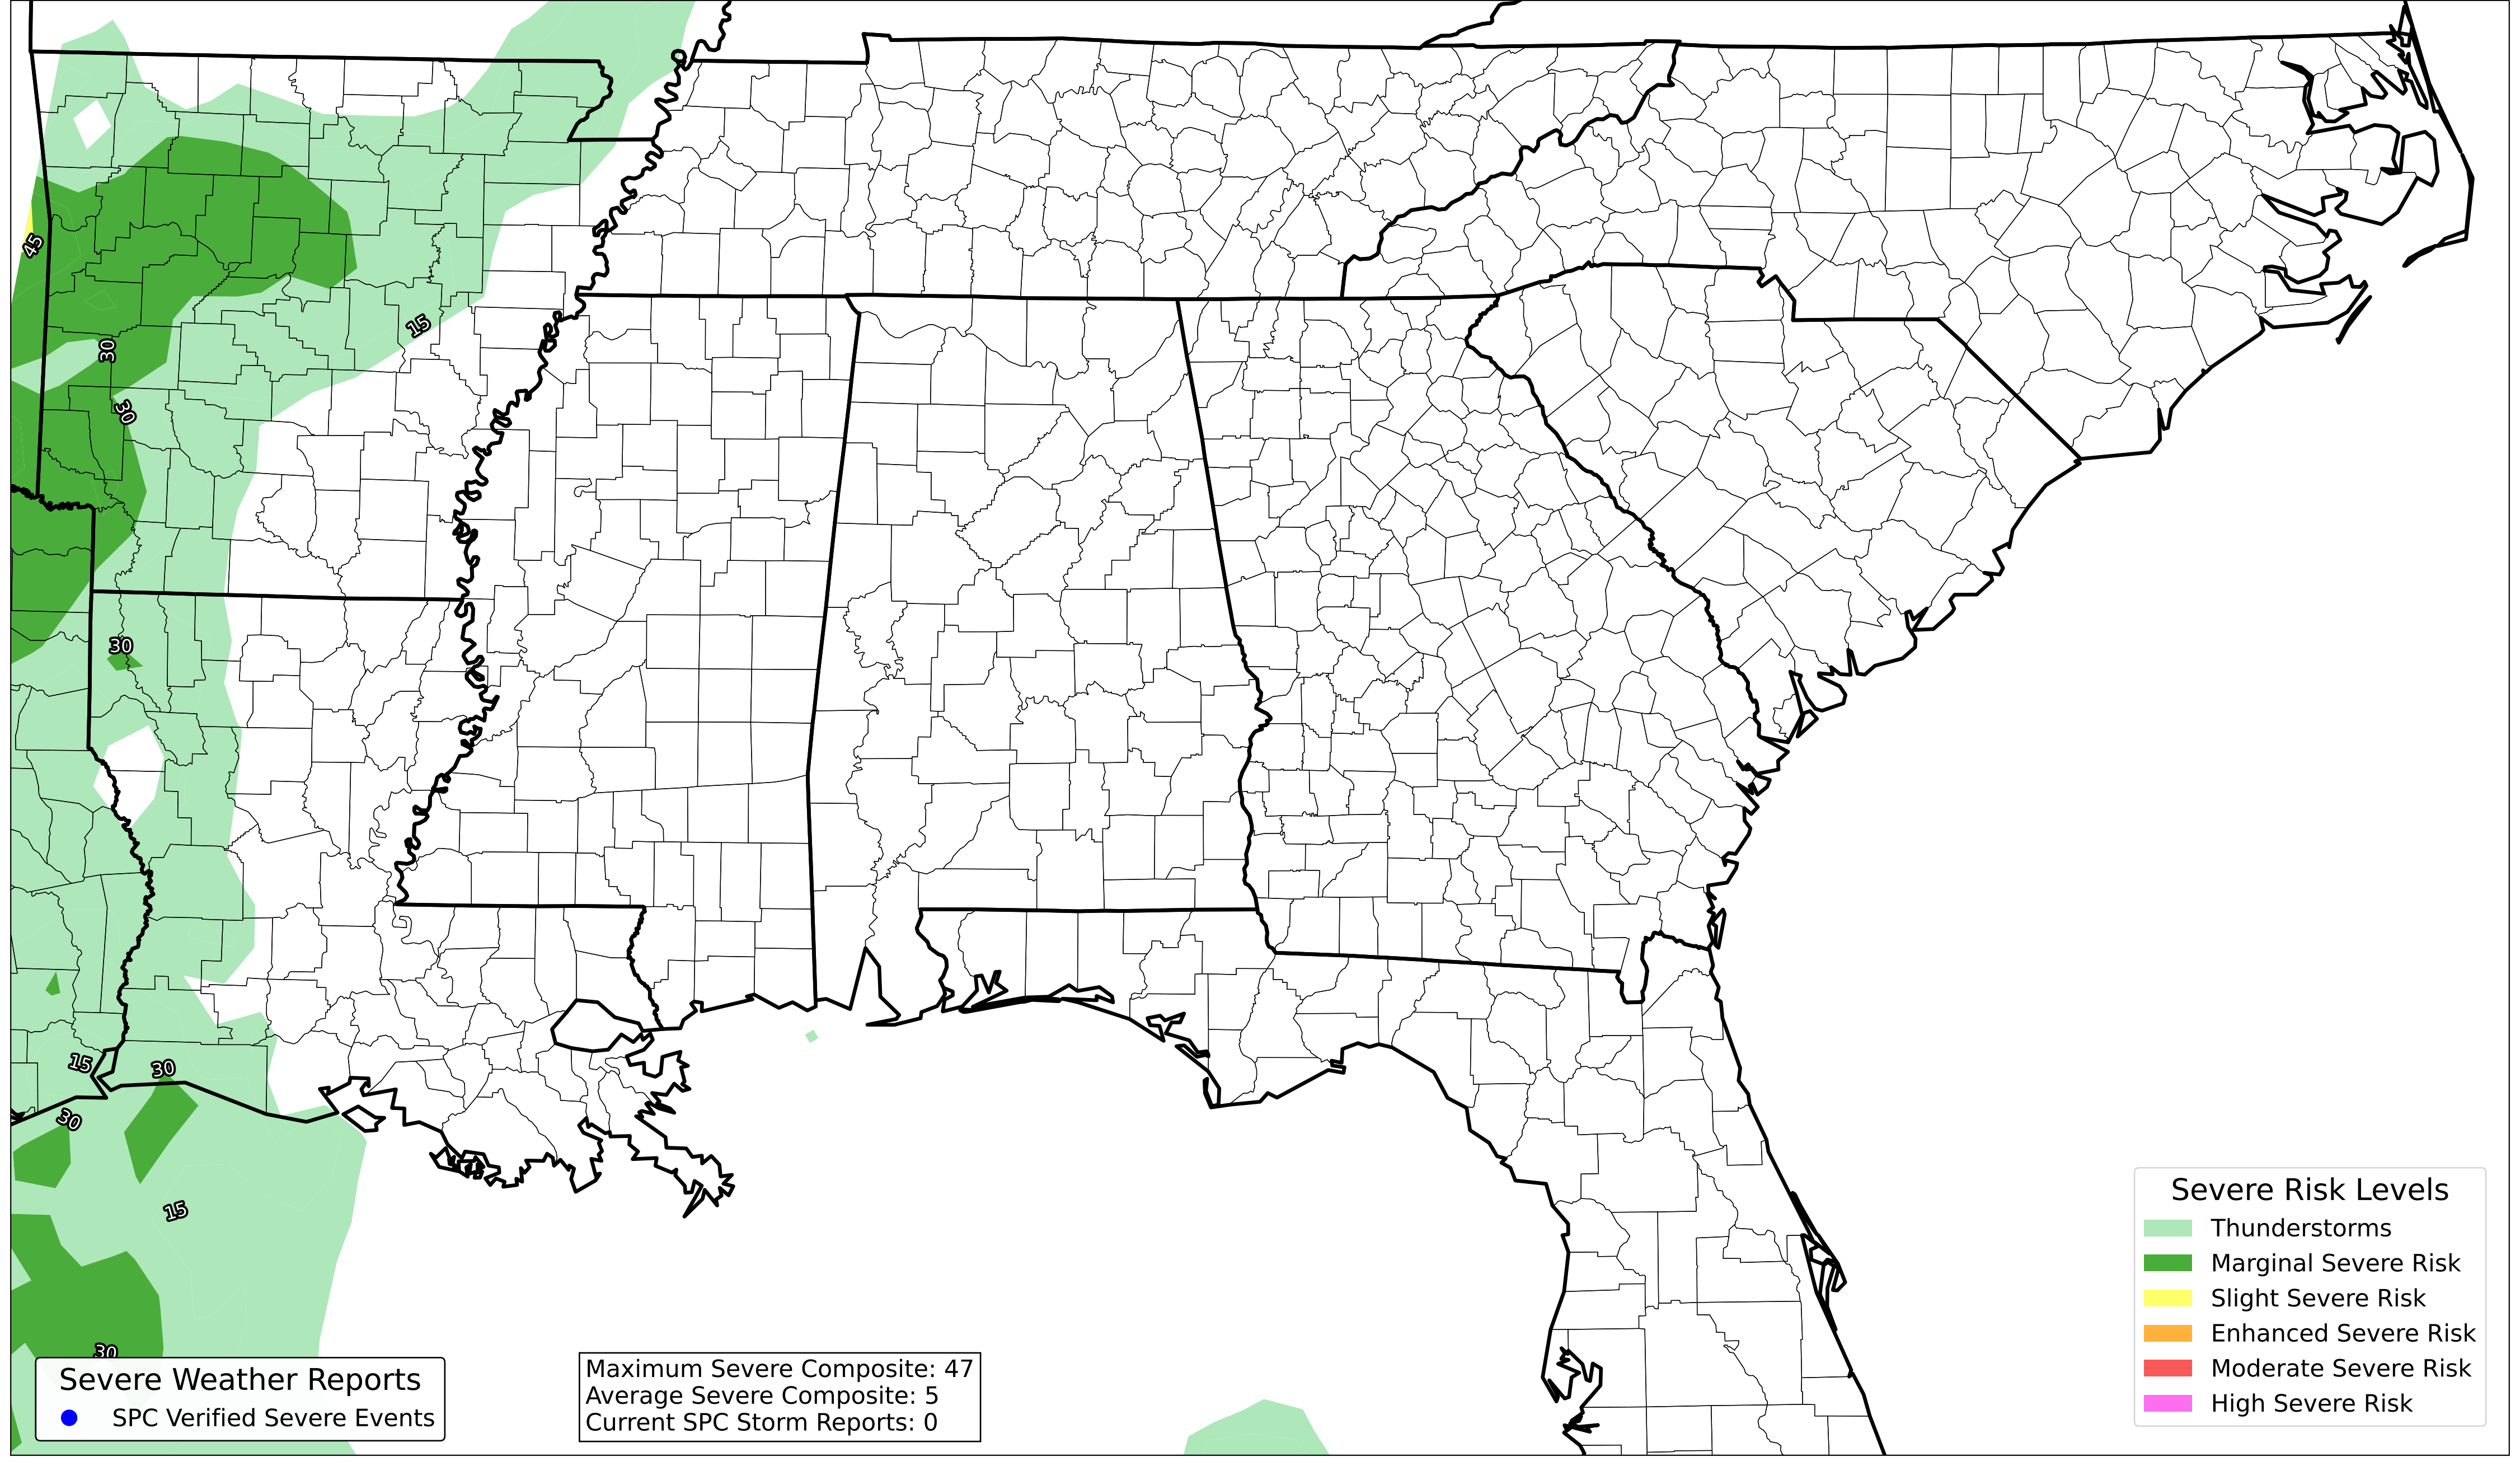 45
15
30
30
30
15
30
30
15
30
Severe Weather Reports
SPC Verified Severe Events
Maximum Severe Composite: 47
Average Severe Composite: 5
Current SPC Storm Reports: 0
Severe Risk Levels
Thunderstorms
Marginal Severe Risk
Slight Severe Risk
Enhanced Severe Risk
Moderate Severe Risk
High Severe Risk